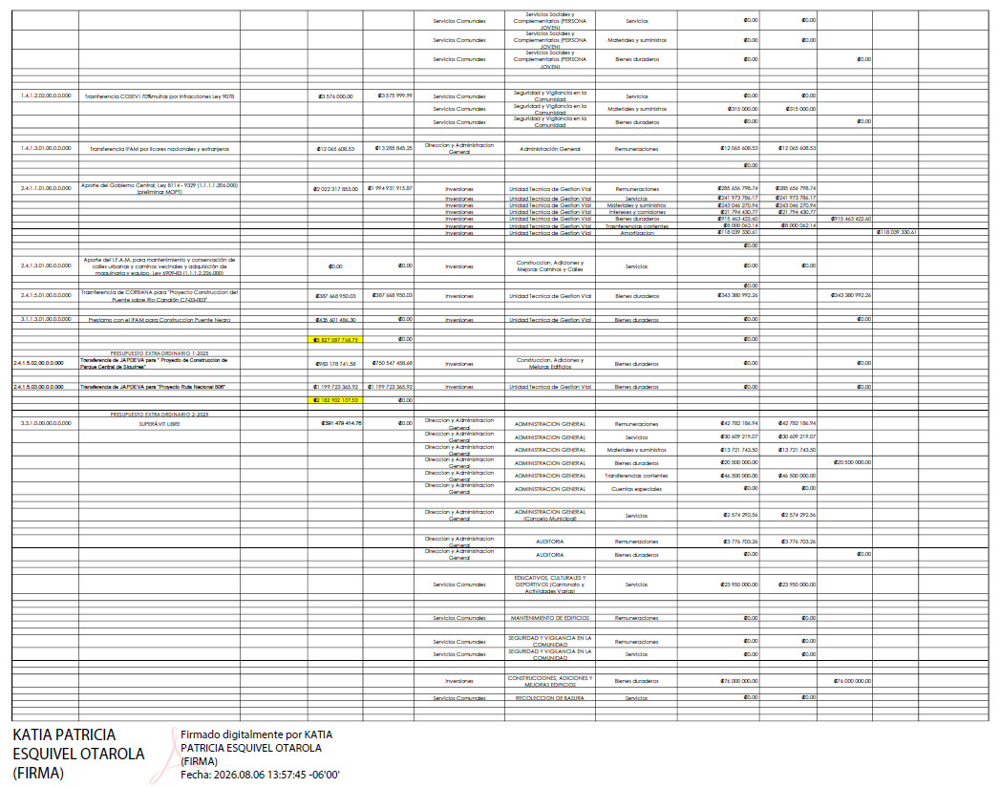 Servicios Comunales Servicios Sociales y Complementarios (PERSONA JOVEN) Servicios ₡0.00 ₡0.00
Servicios Comunales Servicios Sociales y Complementarios (PERSONA JOVEN) Materiales y suministros ₡0.00 ₡0.00
Servicios Comunales Servicios Sociales y Complementarios (PERSONA JOVEN) Bienes duraderos ₡0.00 ₡0.00
1.4.1.2.02.00.0.0.000 Trasnferencia COSEVI 70%multas por Infracciones Ley 9078 ₡3 576 000.00 ₡3 575 999.99 Servicios Comunales Seguridad y Vigilancia en la Comunidad Servicios ₡0.00 ₡0.00
Servicios Comunales Seguridad y Vigilancia en la Comunidad Materiales y suministros ₡315 000.00 ₡315 000.00
Servicios Comunales Seguridad y Vigilancia en la Comunidad Bienes duraderos ₡0.00 ₡0.00
1.4.1.3.01.00.0.0.000 Transferencia IFAM por licores nacionales y extranjeros ₡12 065 608.53 ₡13 285 845.25 Direccion y Administracion General Administración General Remuneraciones ₡12 065 608.53 ₡12 065 608.53
₡0.00
2.4.1.1.01.00.0.0.000 Aporte del Gobierno Central, Ley 8114 - 9329 (1.1.1.1.206.000) (preliminar MOPT) ₡2 022 317 853.00 ₡1 994 931 915.87 Inversiones Unidad Tecnica de Gestion Vial Remuneraciones ₡285 656 798.74 ₡285 656 798.74
Inversiones Unidad Tecnica de Gestion Vial Servicios ₡241 973 786.17 ₡241 973 786.17
Inversiones Unidad Tecnica de Gestion Vial Materiales y suministros ₡243 046 270.94 ₡243 046 270.94
Inversiones Unidad Tecnica de Gestion Vial Intereses y comisiones ₡21 794 430.77 ₡21 794 430.77
Inversiones Unidad Tecnica de Gestion Vial Bienes duraderos ₡915 463 422.60 ₡915 463 422.60
Inversiones Unidad Tecnica de Gestion Vial Trasnferencias corrientes ₡8 000 062.14 ₡8 000 062.14
Inversiones Unidad Tecnica de Gestion Vial Amortizacion ₡118 039 330.61 ₡118 039 330.61
₡0.00
2.4.1.3.01.00.0.0.000 Aporte del I.F.A.M. para mantenimiento y conservación de calles urbanas y caminos vecinales y adquisición de maquinaria y equipo, Ley 6909-83 (1.1.1.2.226.000) ₡0.00 ₡0.00 Inversiones Construccion, Adiciones y Mejoras Caminos y Calles Servicios ₡0.00 ₡0.00
₡0.00
2.4.1.5.01.00.0.0.000 Trasnferencia de CORBANA para "Proyecto Construccion del Puente sobre Rio Canalón C7-03-003" ₡387 668 950.03 ₡387 668 950.03 Inversiones Unidad Tecnica de Gestion Vial Bienes duraderos ₡343 380 992.26 ₡343 380 992.26
3.1.1.3.01.00.0.0.000 Prestamo con el IFAM para Construccion Puente Negro ₡435 601 486.30 ₡0.00 Inversiones Unidad Tecnica de Gestion Vial Bienes duraderos ₡0.00 ₡0.00
₡5 827 087 768.75 ₡0.00 ₡0.00
PRESUPUESTO EXTRAORDINARIO 1-2025
2.4.1.5.02.00.0.0.000 Transferencia de JAPDEVA para " Proyecto de Construccion de Parque Central de Siquirres" ₡983 178 741.58 ₡750 547 458.68 Inversiones Construccion, Adiciones y Mejoras Edificios Bienes duraderos ₡0.00 ₡0.00
2.4.1.5.03.00.0.0.000 Transferencia de JAPDEVA para "Proyecto Ruta Nacional 806" ₡1 199 723 365.92 ₡1 199 723 365.92 Inversiones Unidad Tecnica de Gestion Vial Bienes duraderos ₡0.00 ₡0.00
₡2 182 902 107.50 ₡0.00
PRESUPUESTO EXTRAORDINARIO 2-2025
3.3.1.0.00.00.0.0.000 SUPERÁVIT LIBRE ₡391 479 414.76 ₡0.00 Direccion y Administracion General ADMINISTRACION GENERAL Remuneraciones ₡42 782 186.94 ₡42 782 186.94
Direccion y Administracion General ADMINISTRACION GENERAL Servicios ₡30 609 219.07 ₡30 609 219.07
Direccion y Administracion General ADMINISTRACION GENERAL Materiales y suministros ₡13 721 743.50 ₡13 721 743.50
Direccion y Administracion General ADMINISTRACION GENERAL Bienes duraderos ₡20 500 000.00 ₡20 500 000.00
Direccion y Administracion General ADMINISTRACION GENERAL Transferencias corrientes ₡46 500 000.00 ₡46 500 000.00
Direccion y Administracion General ADMINISTRACION GENERAL Cuentas especiales ₡0.00 ₡0.00
Direccion y Administracion General ADMINISTRACION GENERAL (Concejo Municipal) Servicios ₡2 574 292.56 ₡2 574 292.56
Direccion y Administracion General AUDITORIA Remuneraciones ₡3 776 703.26 ₡3 776 703.26
Direccion y Administracion General AUDITORIA Bienes duraderos ₡0.00 ₡0.00
Servicios Comunales EDUCATIVOS, CULTURALES Y DEPORTIVOS (Cantonato y Actividades Varias) Servicios ₡23 950 000.00 ₡23 950 000.00
Servicios Comunales MANTENIMIENTO DE EDIFICIOS Remuneraciones ₡0.00 ₡0.00
Servicios Comunales SEGURIDAD Y VIGILANCIA EN LA COMUNIDAD Remuneraciones ₡0.00 ₡0.00
Servicios Comunales SEGURIDAD Y VIGILANCIA EN LA COMUNIDAD Servicios ₡0.00 ₡0.00
Inversiones CONSTRUCCIONES, ADICIONES Y MEJORAS EDIFICIOS Bienes duraderos ₡76 000 000.00 ₡76 000 000.00
Servicios Comunales RECOLECCION DE BASURA Servicios ₡0.00 ₡0.00
KATIA PATRICIA
ESQUIVEL OTAROLA
(FIRMA)
Firmado digitalmente por KATIA
PATRICIA ESQUIVEL OTAROLA
(FIRMA)
Fecha: 2026.08.06 13:57:45 -06'00'